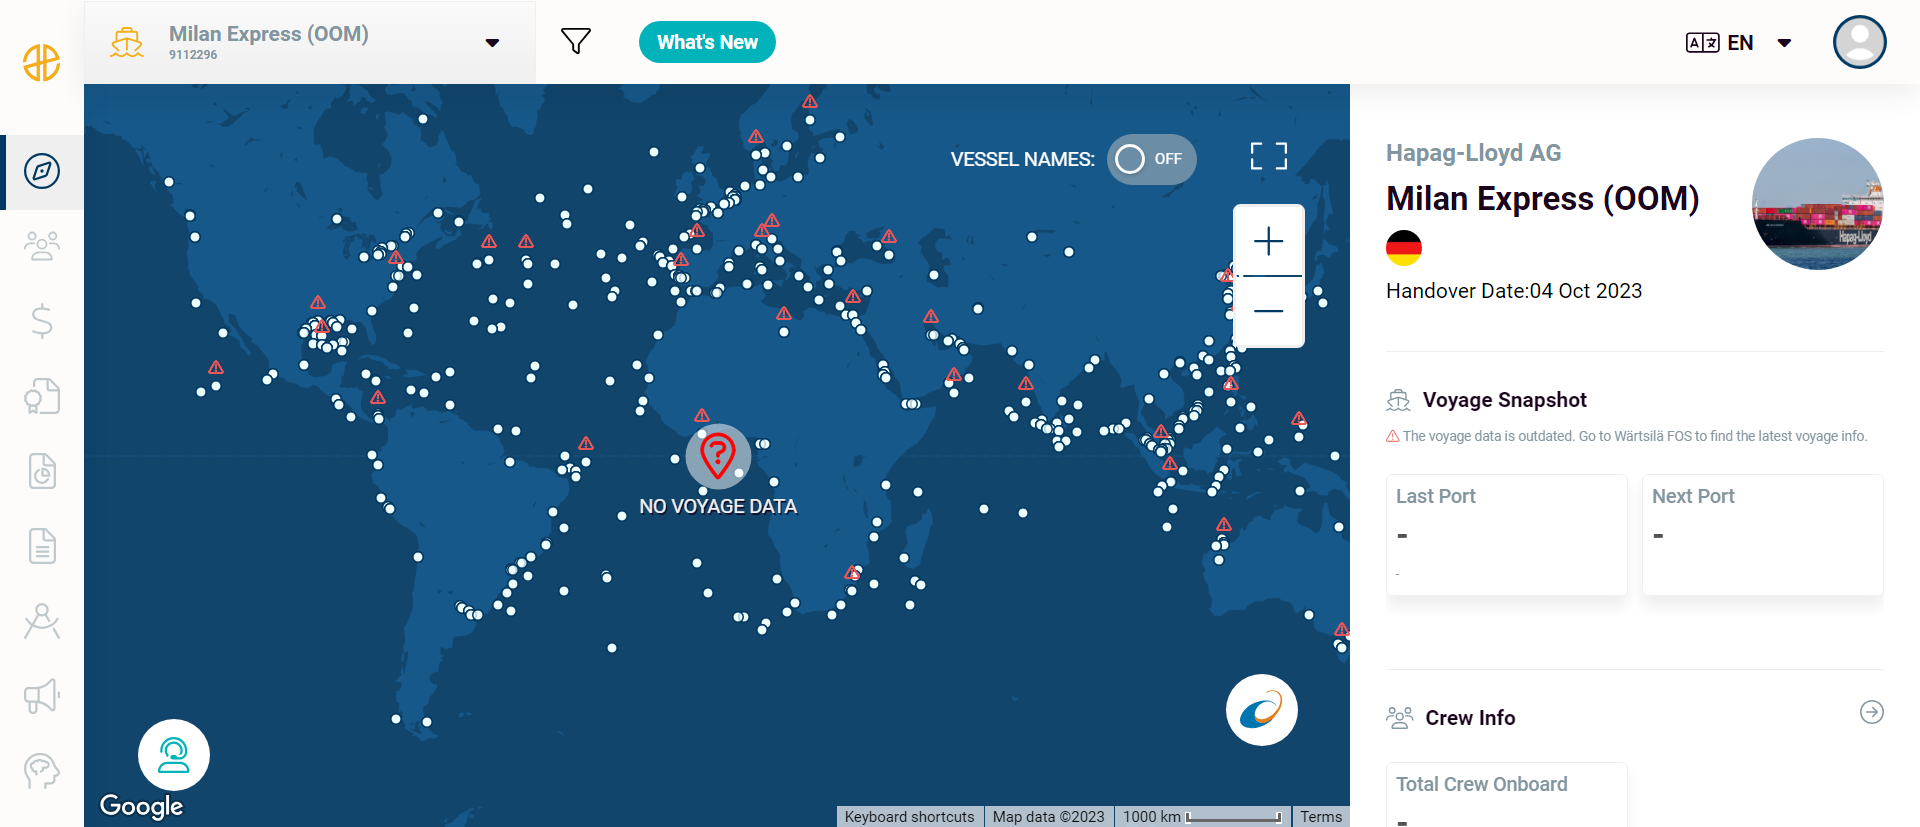 Milan Express (OOM)
9112296
What's New
EN
VESSEL NAMES:
OFF
NO VOYAGE DATA
Google
Keyboard shortcuts
Map data ©2023
1000 km
Terms
Hapag-Lloyd AG
Milan Express (OOM)
Handover Date:04 Oct 2023
Voyage Snapshot
The voyage data is outdated. Go to Wärtsilä FOS to find the latest voyage info.
Last Port
Next Port
-
-
-
Crew Info
Total Crew Onboard
-
Hapag-Lloyd